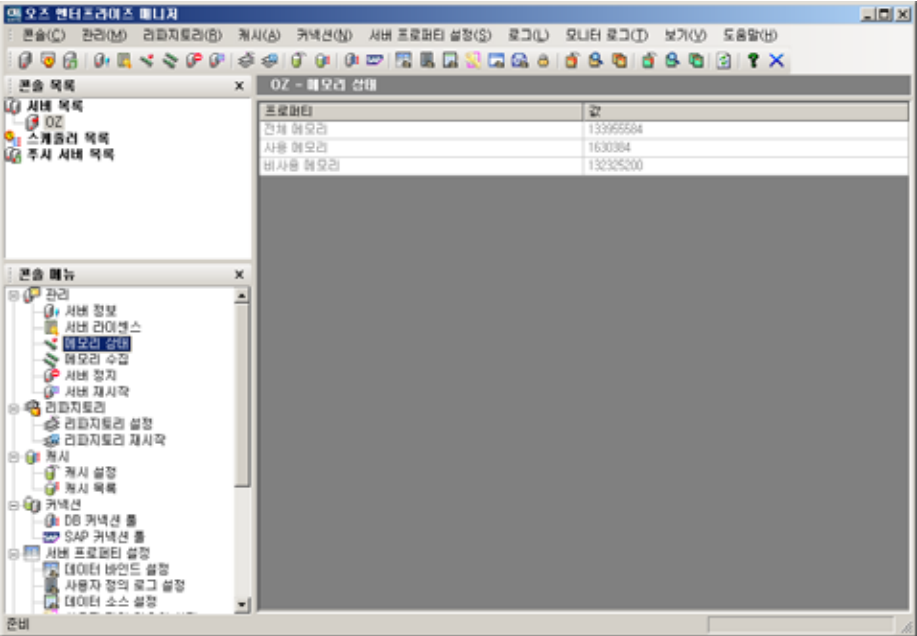 오즈 엔터프라이즈 매니저
콘솔(C) 관리(M) 리파지토리(R) 캐시(A) 커넥션(N) 서버 프로퍼티 설정(S) 로그(L) 모니터 로그(T) 보기(V) 도움말(H)
콘솔 목록
서버 목록
OZ
스케줄러 목록
주시 서버 목록
OZ - 메모리 상태
프로퍼티 값
전체 메모리 133955584
사용 메모리 1630384
비사용 메모리 132325200
콘솔 메뉴
관리
서버 정보
서버 라이센스
메모리 상태
메모리 수집
서버 정지
서버 재시작
리파지토리
리파지토리 설정
리파지토리 재시작
캐시
캐시 설정
캐시 목록
커넥션
DB 커넥션 풀
SAP 커넥션 풀
서버 프로퍼티 설정
데이터 바인드 설정
사용자 정의 로그 설정
데이터 소스 설정
준비